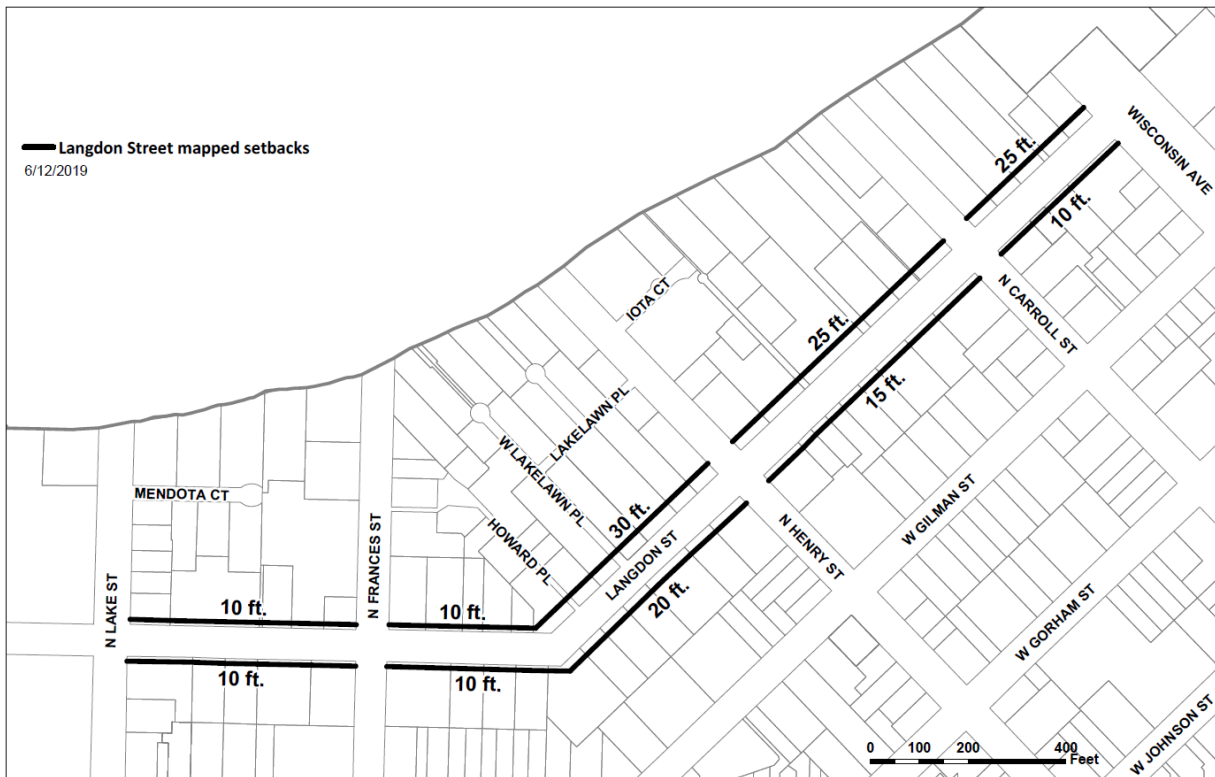 Langdon Street mapped setbacks
6/12/2019
25 ft.
WISCONSIN AVE
10 ft.
N CARROLL ST
IOTA CT
25 ft.
15 ft.
LAKELAWN PL
W LAKELAWN PL
MENDOTA CT
HOWARD PL
30 ft.
LANGDON ST
20 ft.
N HENRY ST
W GILMAN ST
W GORHAM ST
W JOHNSON ST
N LAKE ST
10 ft.
N FRANCES ST
10 ft.
10 ft.
10 ft.
0 100 200 400
Feet